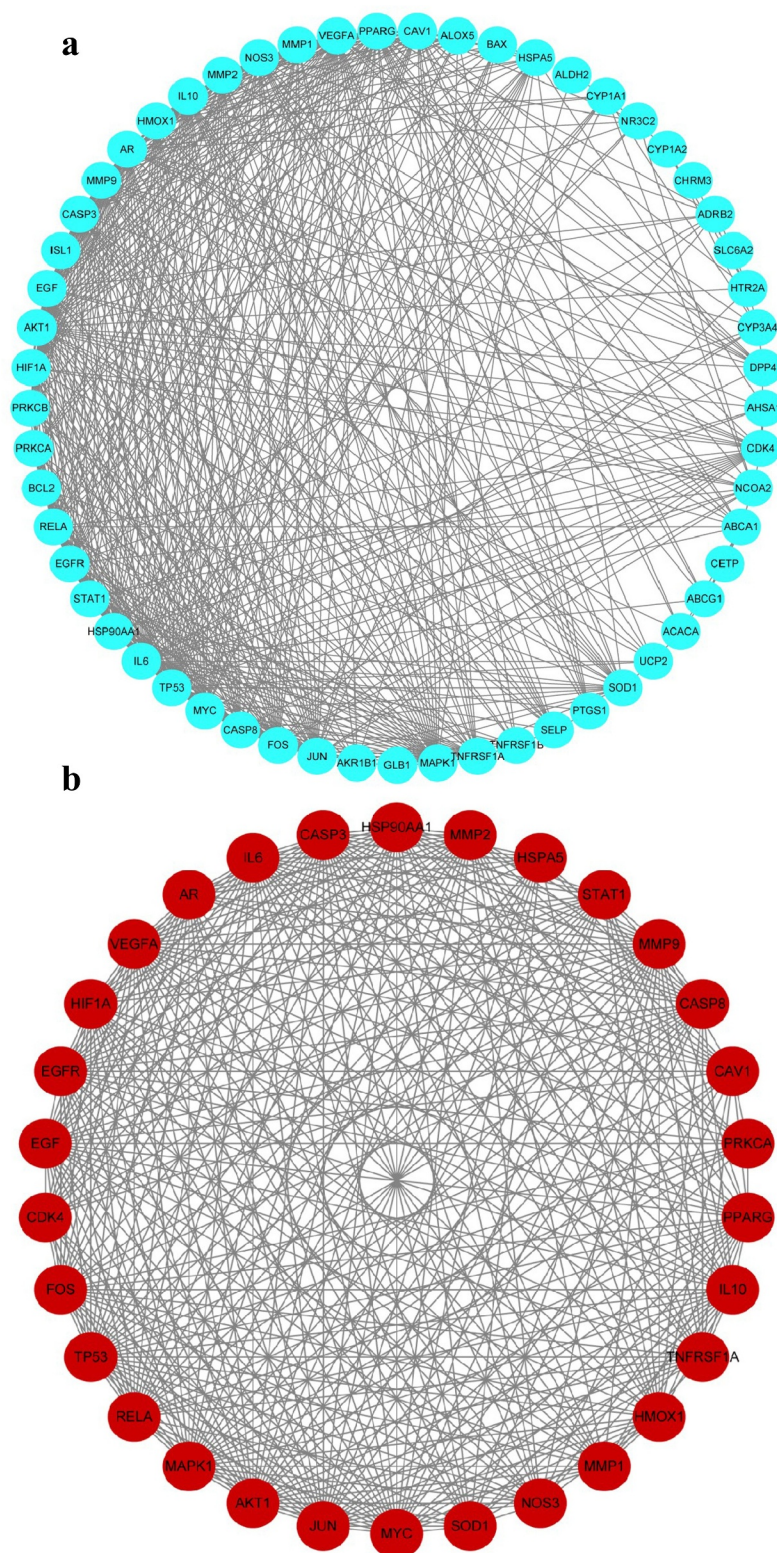 a
VEGFA
PPARG
CAV1
ALOX5
BAX
HSPA5
ALDH2
CYP1A1
NR3C2
CYP1A2
CHRM3
ADRB2
SLC6A2
HTR2A
CYP3A4
DPP4
AHSA1
CDK4
NCOA2
ABCA1
CETP
ABCG1
ACACA
UCP2
SOD1
PTGS1
SELP
TNFRSF1B
TNFRSF1A
MAPK1
GLB1
AKR1B1
JUN
FOS
CASP8
MYC
TP53
IL6
HSP90AA1
STAT1
EGFR
RELA
BCL2
PRKCA
PRKCB
HIF1A
AKT1
EGF
ISL1
CASP3
MMP9
AR
HMOX1
IL10
MMP2
NOS3
MMP1
b
HSP90AA1
MMP2
HSPA5
STAT1
MMP9
CASP8
CAV1
PRKCA
PPARG
IL10
TNFRSF1A
HMOX1
MMP1
NOS3
SOD1
MYC
JUN
AKT1
MAPK1
RELA
TP53
FOS
CDK4
EGF
EGFR
HIF1A
VEGFA
AR
IL6
CASP3